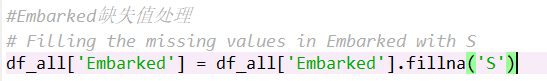 #Embarked缺失值处理
# Filling the missing values in Embarked with S
df_all['Embarked'] = df_all['Embarked'].fillna('S')